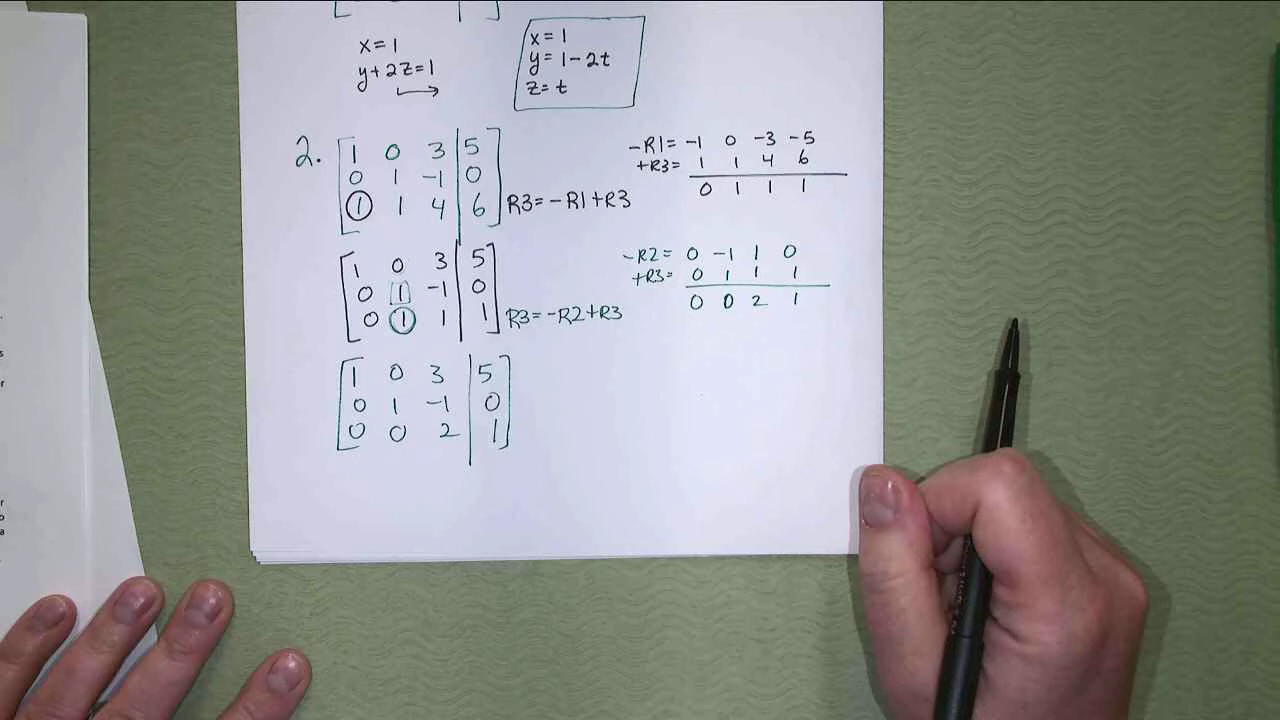 x=1
y+2z=1
x=1
y=1-2t
z=t
2.
1 0 3 5
0 1 -1 0
1 1 4 6 R3=-R1+R3
-R1= -1 0 -3 -5
+R3= 1 1 4 6
0 1 1 1
1 0 3 5
0 1 -1 0
0 1 1 1 R3=-R2+R3
-R2= 0 -1 1 0
+R3= 0 1 1 1
0 0 2 1
1 0 3 5
0 1 -1 0
0 0 2 1